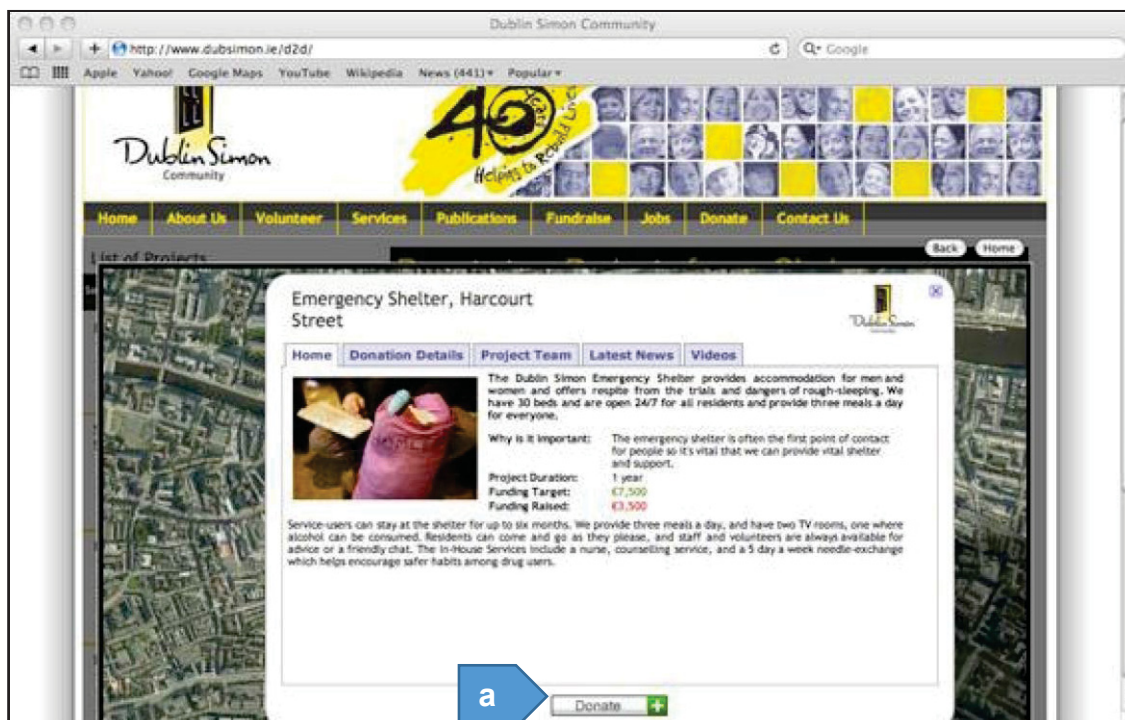 Dublin Simon Community
http://www.dubsimon.ie/d2d/
Google
Apple Yahoo! Google Maps YouTube Wikipedia News (441) Popular
Dublin Simon
Community
40
Years
Helping to Rebuild Lives
Home About Us Volunteer Services Publications Fundraise Jobs Donate Contact Us
List of Projects
Back Home
Emergency Shelter, Harcourt
Street
Dublin Simon
Home Donation Details Project Team Latest News Videos
The Dublin Simon Emergency Shelter provides accommodation for men and
women and offers respite from the trials and dangers of rough-sleeping. We
have 30 beds and are open 24/7 for all residents and provide three meals a day
for everyone.
Why is it important: The emergency shelter is often the first point of contact
for people so it's vital that we can provide vital shelter
and support.
Project Duration: 1 year
Funding Target: €7,500
Funding Raised: €3,500
Service-users can stay at the shelter for up to six months. We provide three meals a day, and have two TV rooms, one where
alcohol can be consumed. Residents can come and go as they please, and staff and volunteers are always available for
advice or a friendly chat. The In-House Services include a nurse, counselling service, and a 5 day a week needle-exchange
which helps encourage safer habits among drug users.
a
Donate